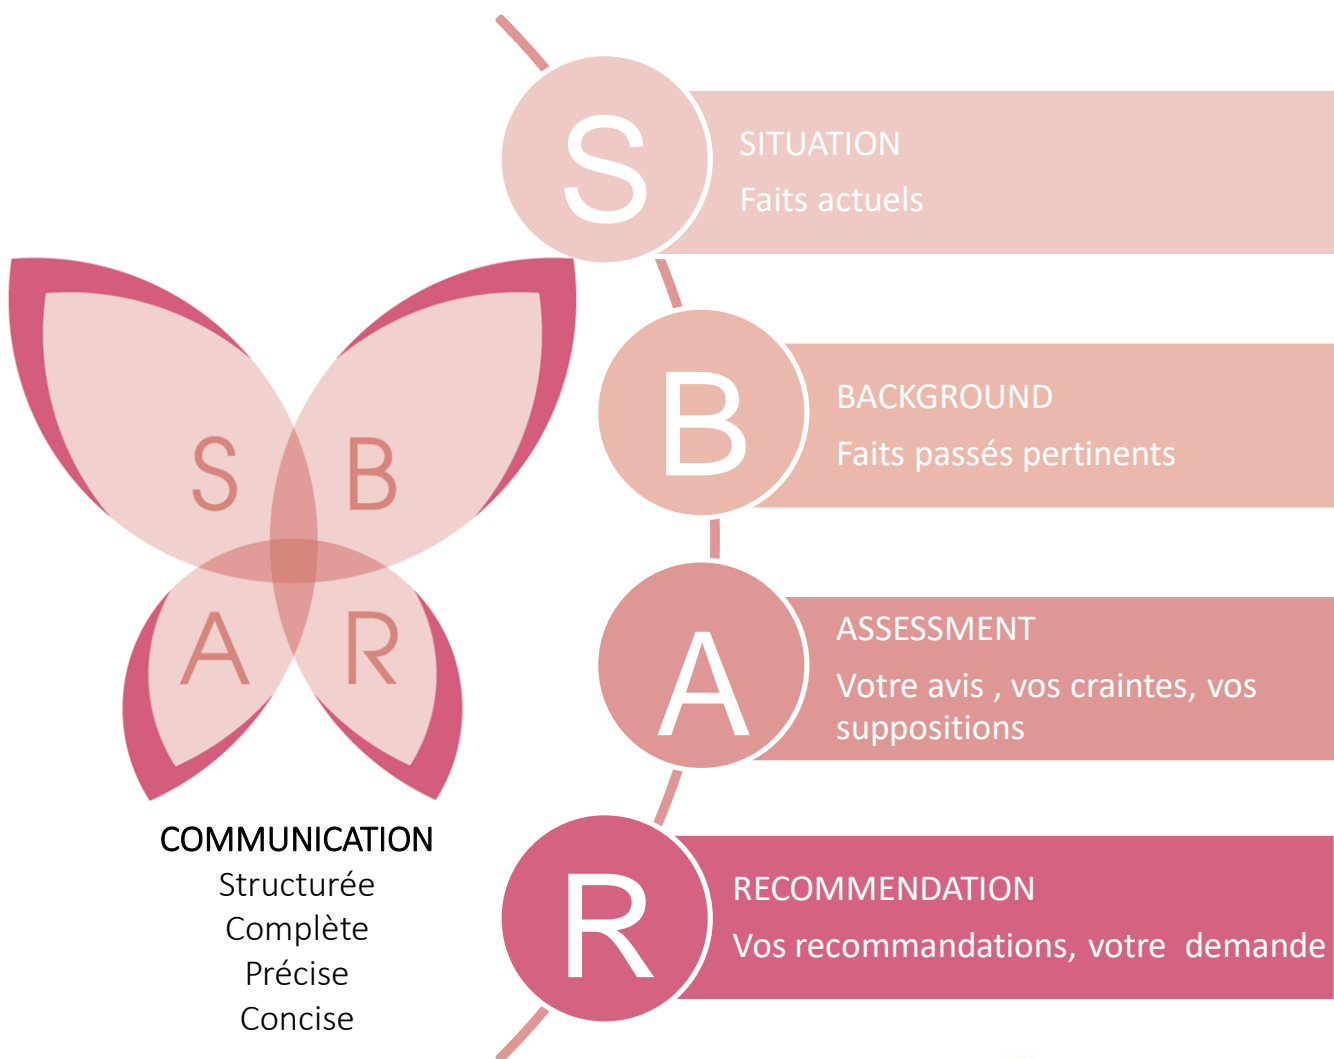 S
SITUATION
Faits actuels
B
BACKGROUND
Faits passés pertinents
A
ASSESSMENT
Votre avis , vos craintes, vos
suppositions
R
RECOMMENDATION
Vos recommandations, votre demande
S B
A R
COMMUNICATION
Structurée
Complète
Précise
Concise